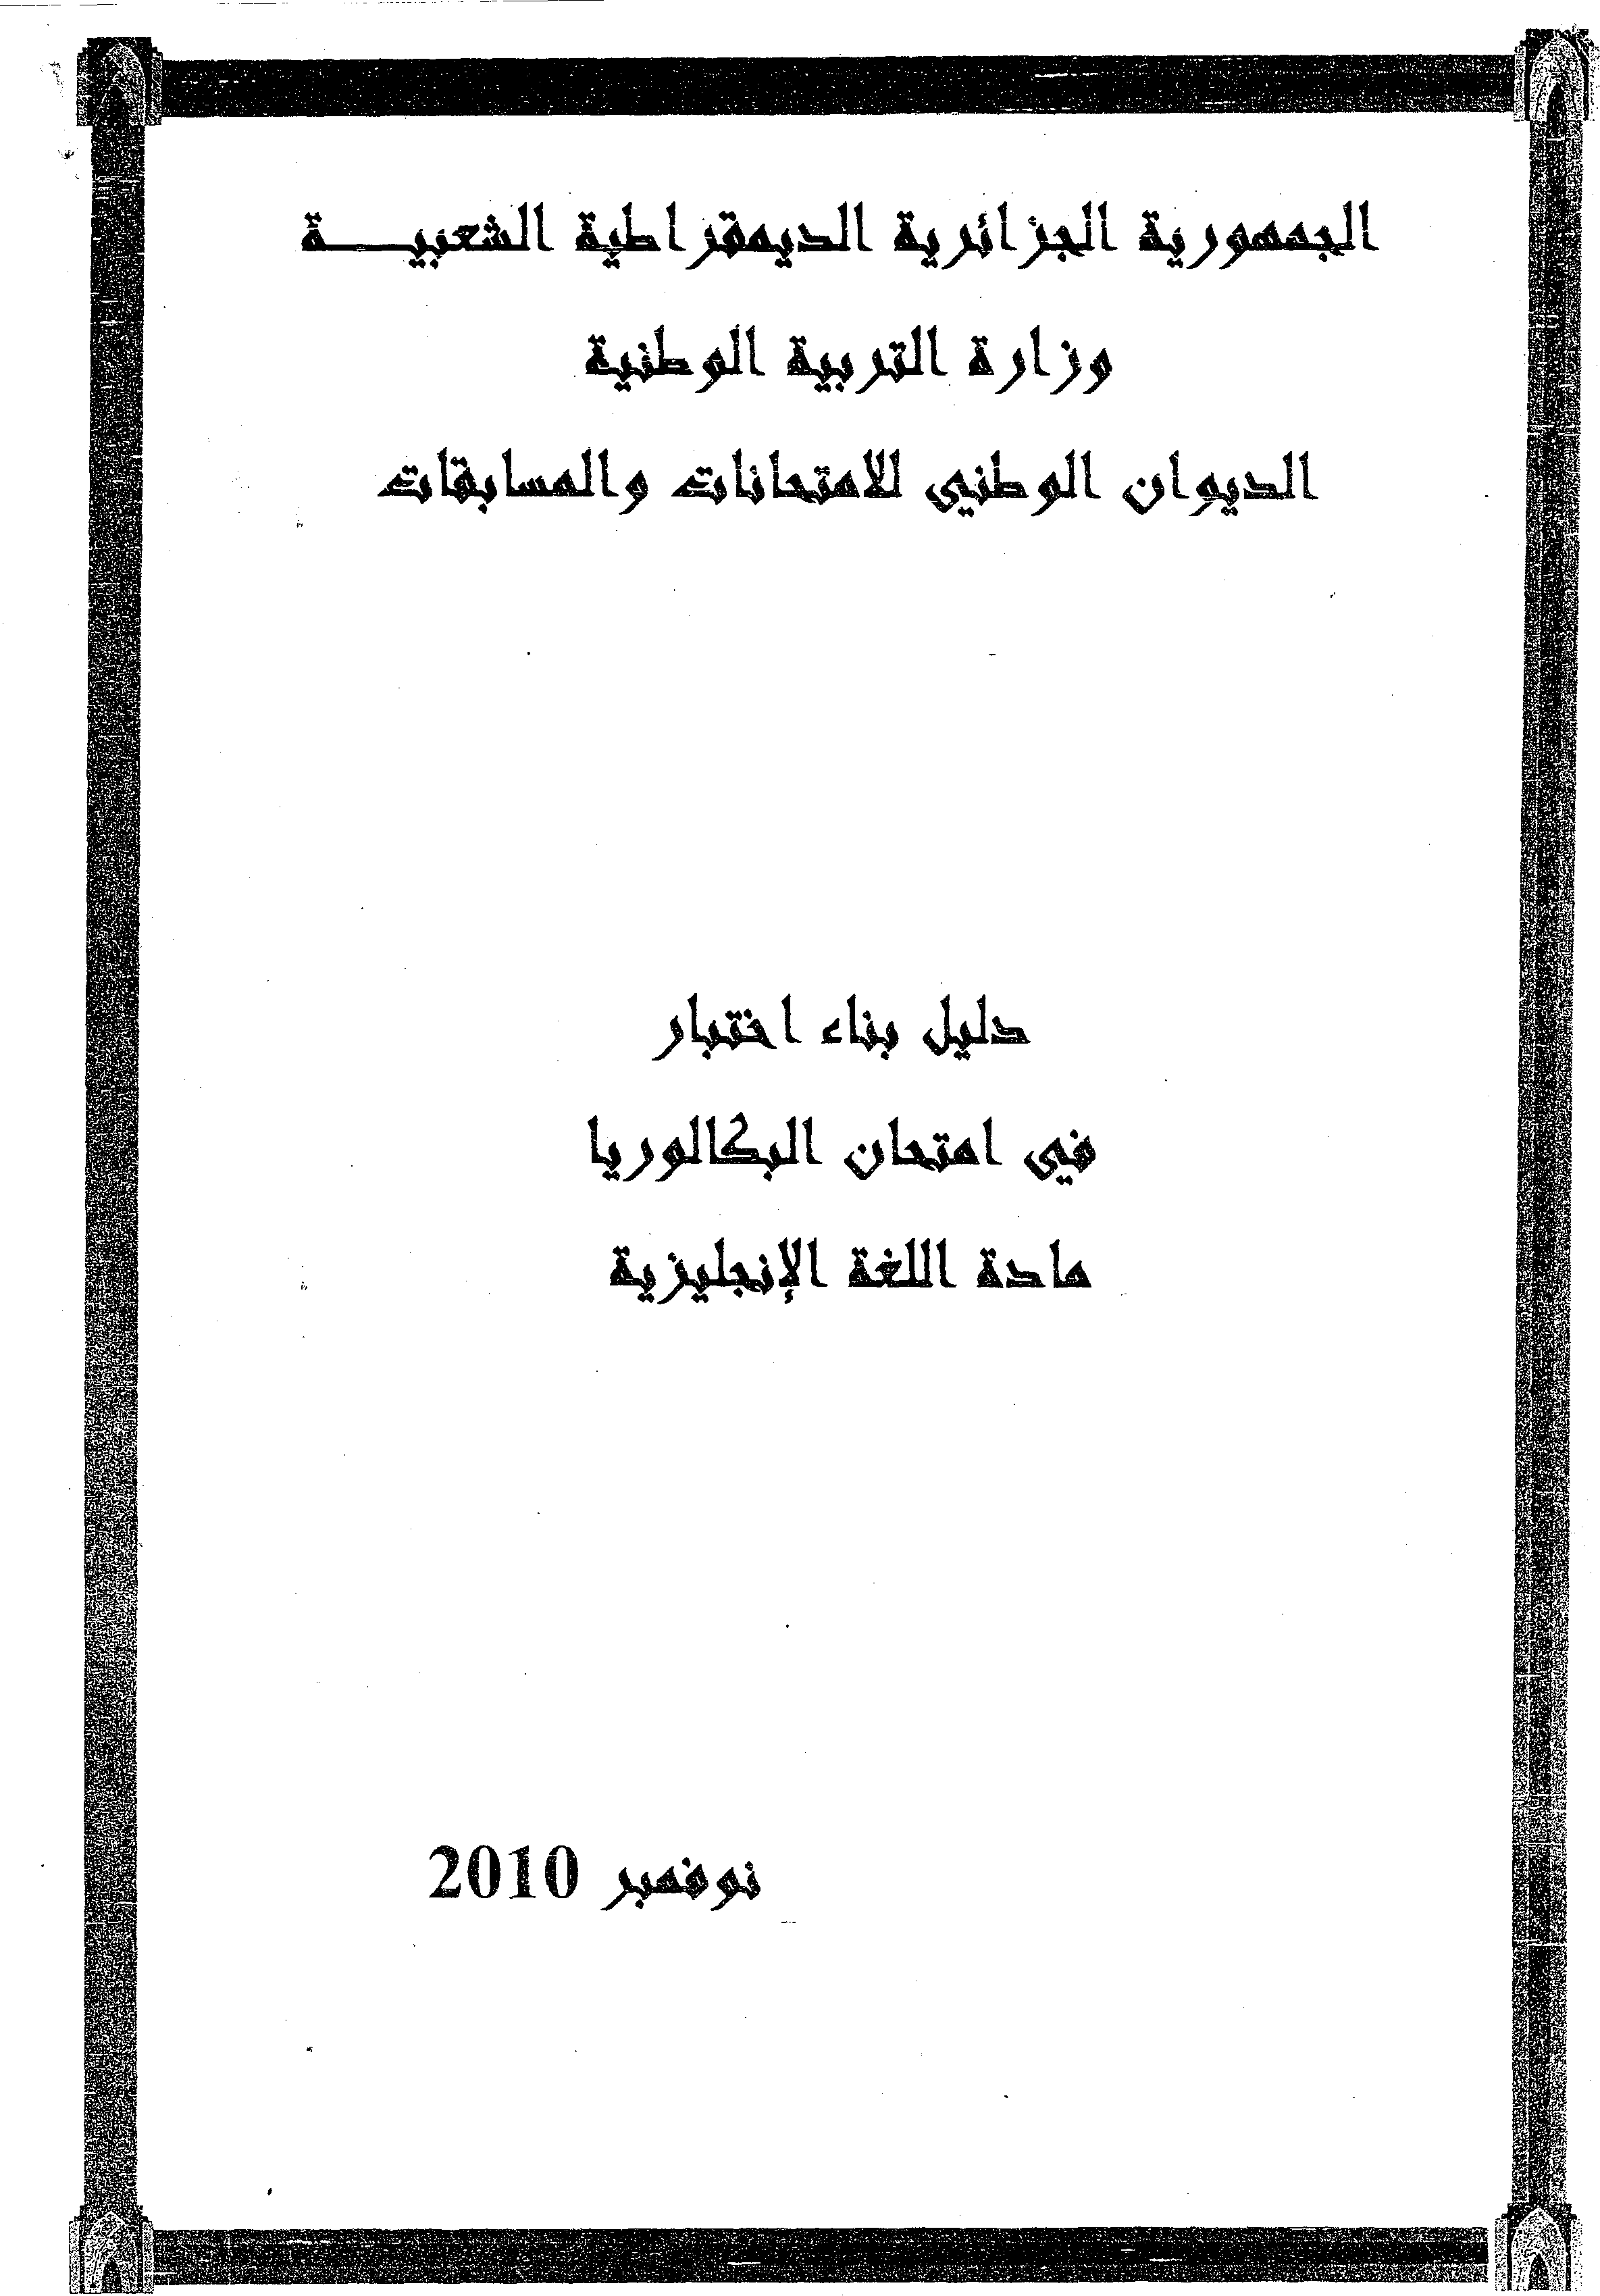 الجمهورية الجزائرية الديمقراطية الشعبيـــة
وزارة التربية الوطنية
الديوان الوطني للامتحانات والمسابقات
دليل بناء اختبار
في امتحان البكالوريا
مادة اللغة الإنجليزية
نوفمبر 2010